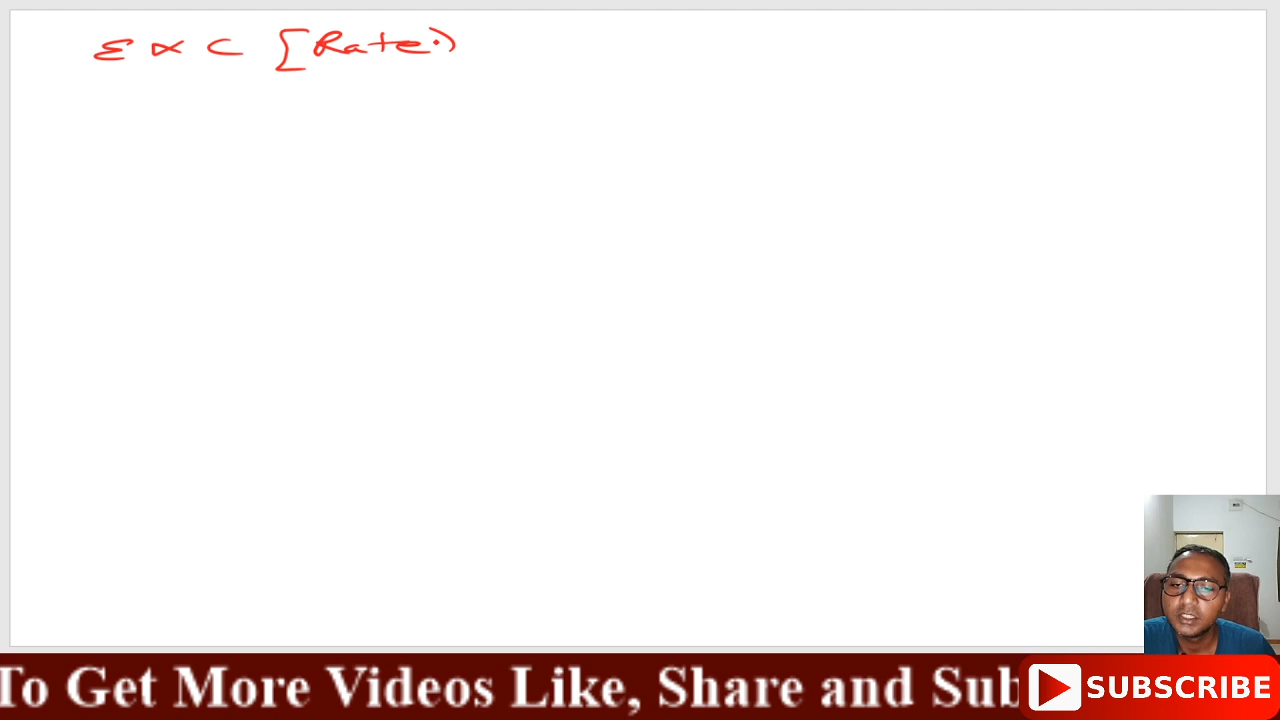 Σ ∝ C [Rate:)
To Get More Videos Like, Share and Sub
SUBSCRIBE